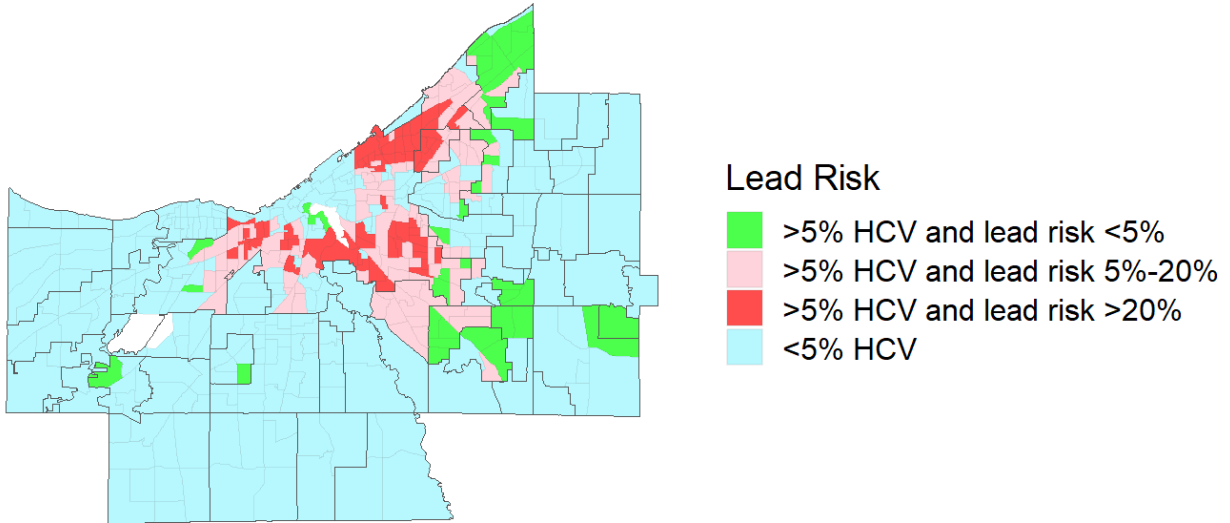 Lead Risk
>5% HCV and lead risk <5%
>5% HCV and lead risk 5%-20%
>5% HCV and lead risk >20%
<5% HCV